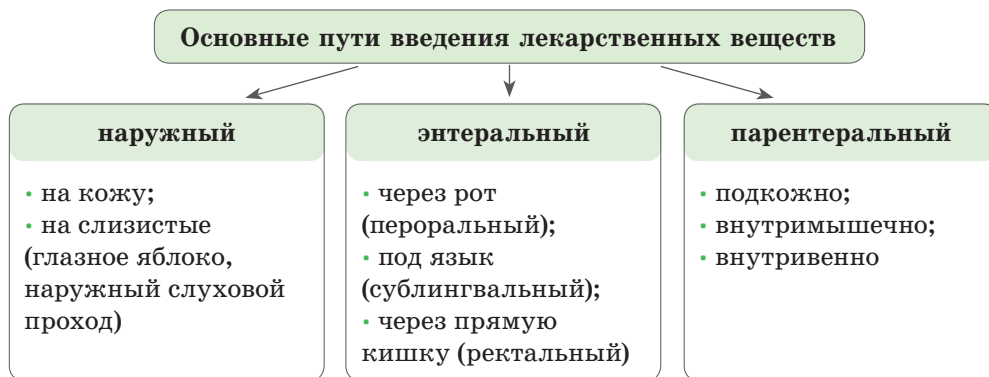 Основные пути введения лекарственных веществ
наружный
• на кожу;
• на слизистые
(глазное яблоко,
наружный слуховой
проход)
энтеральный
• через рот
(пероральный);
• под язык
(сублингвальный);
• через прямую
кишку (ректальный)
парентеральный
• подкожно;
• внутримышечно;
• внутривенно